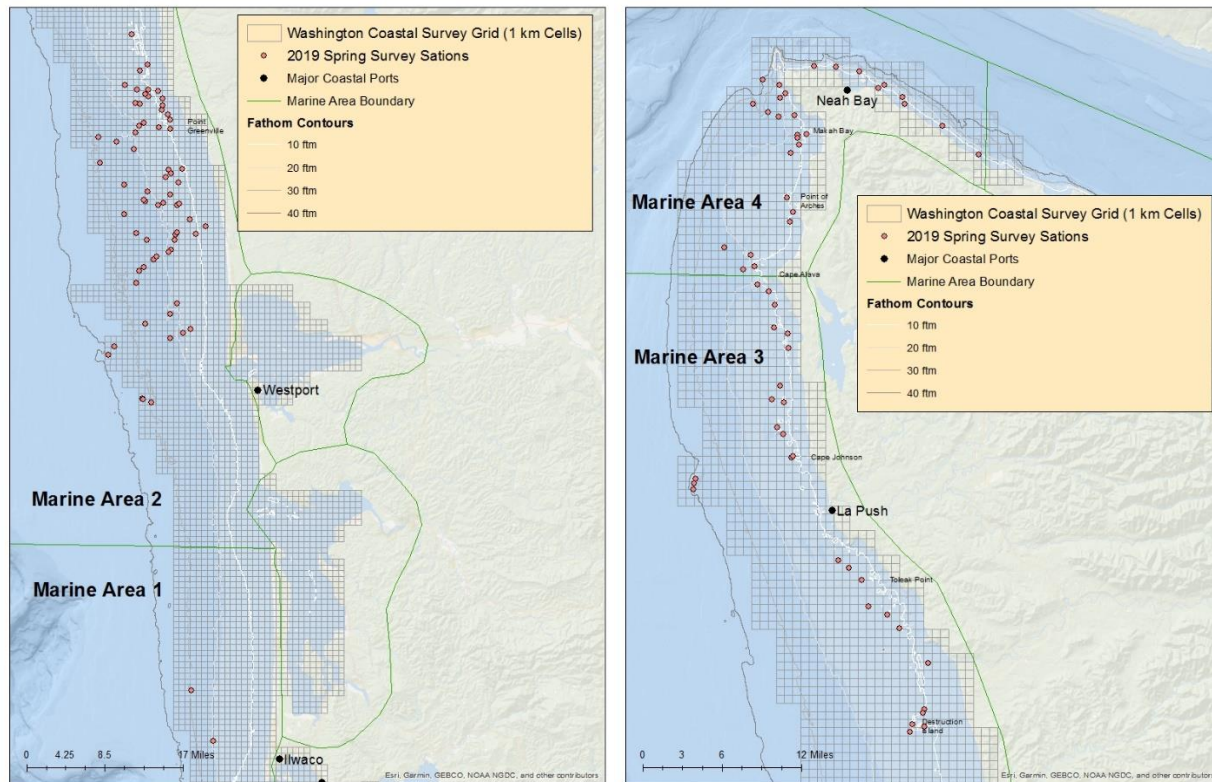 Washington Coastal Survey Grid (1 km Cells)
2019 Spring Survey Sations
Major Coastal Ports
Marine Area Boundary
Fathom Contours
10 ftm
20 ftm
30 ftm
40 ftm
Point
Greenville
Westport
Marine Area 2
Marine Area 1
Ilwaco
0 4.25 8.5 17 Miles
Esri, Garmin, GEBCO, NOAA NGDC, and other contributors
Neah Bay
Makah Bay
Marine Area 4
Point of
Arches
Washington Coastal Survey Grid (1 km Cells)
2019 Spring Survey Sations
Major Coastal Ports
Marine Area Boundary
Fathom Contours
10 ftm
20 ftm
30 ftm
40 ftm
Cape Alava
Marine Area 3
Cape Johnson
La Push
Toleak Point
Destruction
Island
0 3 6 12 Miles
Esri, Garmin, GEBCO, NOAA NGDC, and other contributors